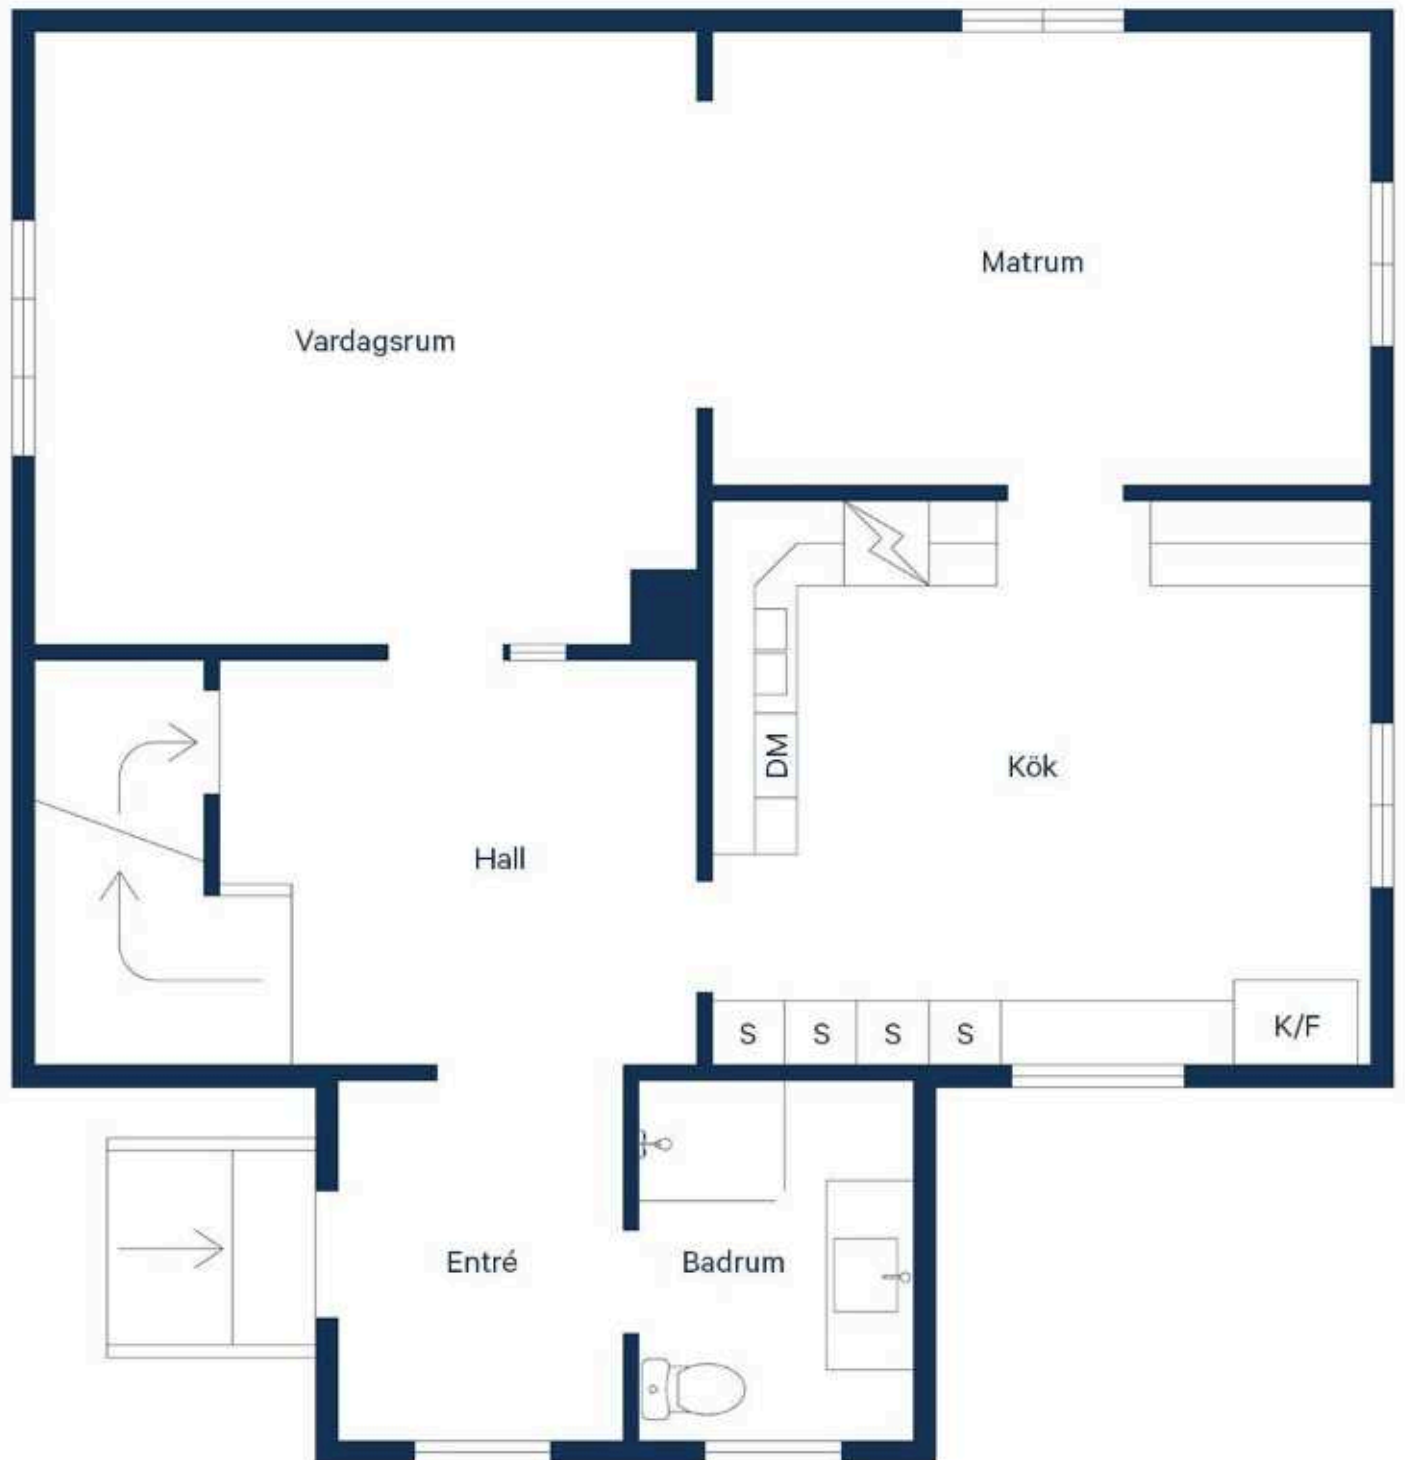 Matrum
Vardagsrum
DM
Kök
Hall
S S S S K/F
Entré
Badrum